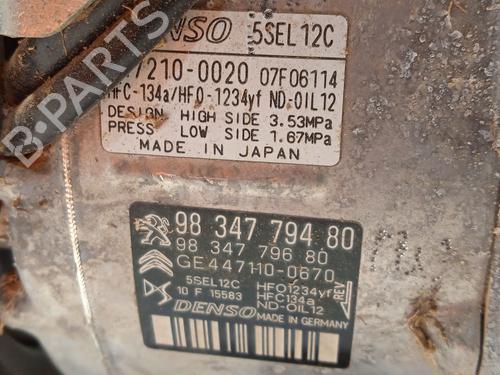 DENSO 5SEL12C
7210-0020 07F06114
HFC-134a/HFO-1234yf ND-OIL12
DESIGN HIGH SIDE 3.53MPa
PRESS LOW SIDE 1.67MPa
MADE IN JAPAN
98 347 794 80
98 347 796 80
GE447110-0670
5SEL12C HFO1234yf
10 F 15583 HFC134a
ND-OIL12
REV
DENSO MADE IN GERMANY